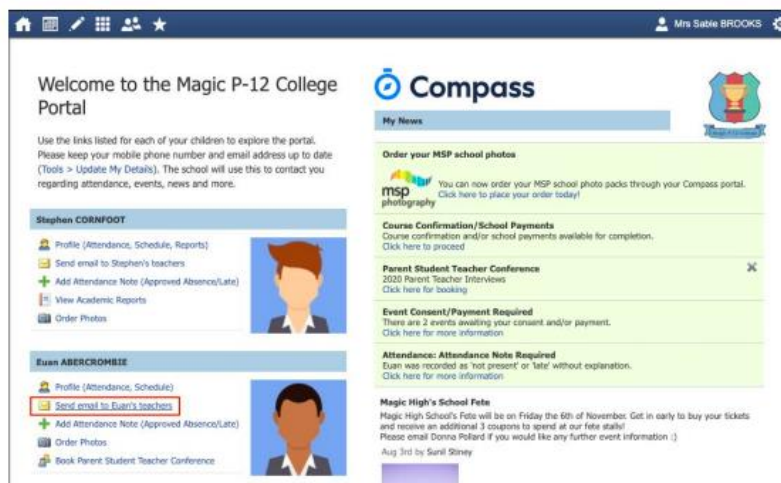 Mrs Sable BROOKS
Welcome to the Magic P-12 College
Portal
Use the links listed for each of your children to explore the portal.
Please keep your mobile phone number and email address up to date
(Tools > Update My Details). The school will use this to contact you
regarding attendance, events, news and more.
Stephen CORNFOOT
Profile (Attendance, Schedule, Reports)
Send email to Stephen's teachers
Add Attendance Note (Approved Absence/Late)
View Academic Reports
Order Photos
Euan ABERCROMBIE
Profile (Attendance, Schedule)
Send email to Euan's teachers
Add Attendance Note (Approved Absence/Late)
Order Photos
Book Parent Student Teacher Conference
Compass
My News
Order your MSP school photos
msp
photography
You can now order your MSP school photo packs through your Compass portal.
Click here to place your order today!
Course Confirmation/School Payments
Course confirmation and/or school payments available for completion.
Click here to proceed
Parent Student Teacher Conference
2020 Parent Teacher Interviews
Click here for booking
Event Consent/Payment Required
There are 2 events awaiting your consent and/or payment.
Click here for more information
Attendance: Attendance Note Required
Euan was recorded as 'not present' or 'late' without explanation.
Click here for more information
Magic High's School Fete
Magic High School's Fete will be on Friday the 6th of November. Get in early to buy your tickets
and receive an additional 3 coupons to spend at our fete stalls!
Please email Donna Pollard if you would like any further event information :)
Aug 3rd by Sunil Stiney